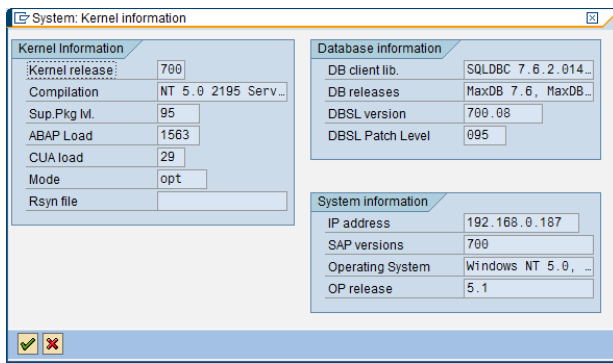 System: Kernel information
Kernel Information
Kernel release 700
Compilation NT 5.0 2195 Serv…
Sup.Pkg lvl. 95
ABAP Load 1563
CUA load 29
Mode opt
Rsyn file
Database information
DB client lib. SQLDBC 7.6.2.014…
DB releases MaxDB 7.6, MaxDB…
DBSL version 700.08
DBSL Patch Level 095
System information
IP address 192.168.0.187
SAP versions 700
Operating System Windows NT 5.0, …
OP release 5.1